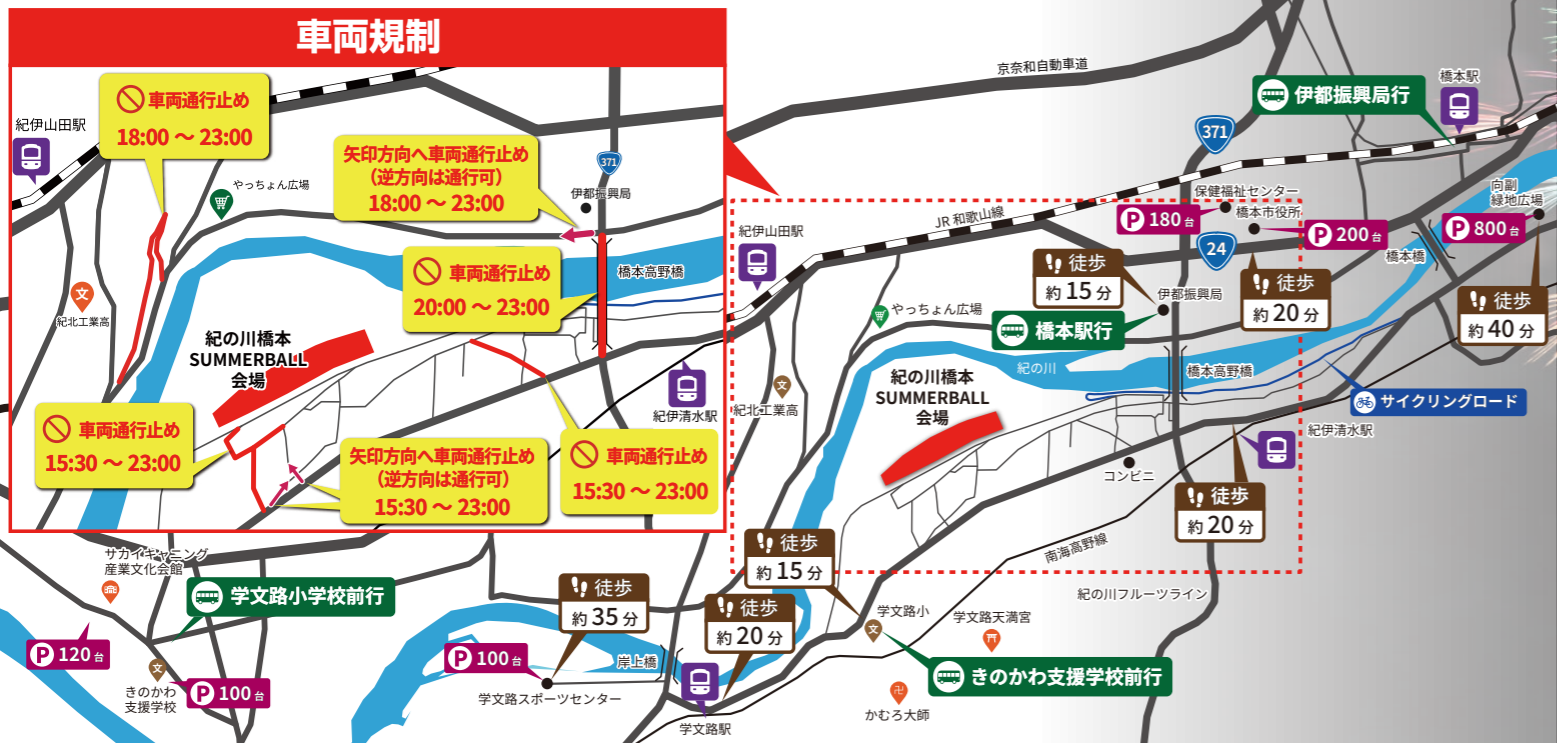 車両規制
車両通行止め
18:00 ～ 23:00
紀伊山田駅
矢印方向へ車両通行止め
(逆方向は通行可)
18:00 ～ 23:00
371
伊都振興局
やっちょん広場
車両通行止め
20:00 ～ 23:00
橋本高野橋
文
紀北工業高
紀の川橋本
SUMMERBALL
会場
紀伊清水駅
車両通行止め
15:30 ～ 23:00
矢印方向へ車両通行止め
(逆方向は通行可)
15:30 ～ 23:00
車両通行止め
15:30 ～ 23:00
京奈和自動車道
橋本駅
伊都振興局行
371
JR 和歌山線
保健福祉センター
P 180 台
橋本市役所
P 200 台
向副
緑地広場
P 800 台
24
橋本橋
紀伊山田駅
徒歩
約 15 分
伊都振興局
徒歩
約 20 分
徒歩
約 40 分
やっちょん広場
橋本駅行
紀の川
橋本高野橋
文
紀北工業高
紀の川橋本
SUMMERBALL
会場
サイクリングロード
紀伊清水駅
コンビニ
徒歩
約 20 分
南海高野線
紀の川フルーツライン
サカイキャニング
産業文化会館
学文路小学校前行
P 120 台
文
きのかわ
支援学校
P 100 台
徒歩
約 35 分
P 100 台
学文路スポーツセンター
岸上橋
徒歩
約 15 分
徒歩
約 20 分
学文路駅
学文路小
文
学文路天満宮
きのかわ支援学校前行
かむろ大師